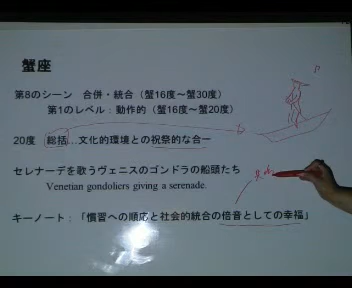 蟹座
第8のシーン 合併・統合（蟹16度～蟹30度）
第1のレベル：動作的（蟹16度～蟹20度）
20度 総括…文化的環境との祝祭的な合一
セレナーデを歌うヴェニスのゴンドラの船頭たち
Venetian gondoliers giving a serenade.
キーノート：「慣習への順応と社会的統合の倍音としての幸福」